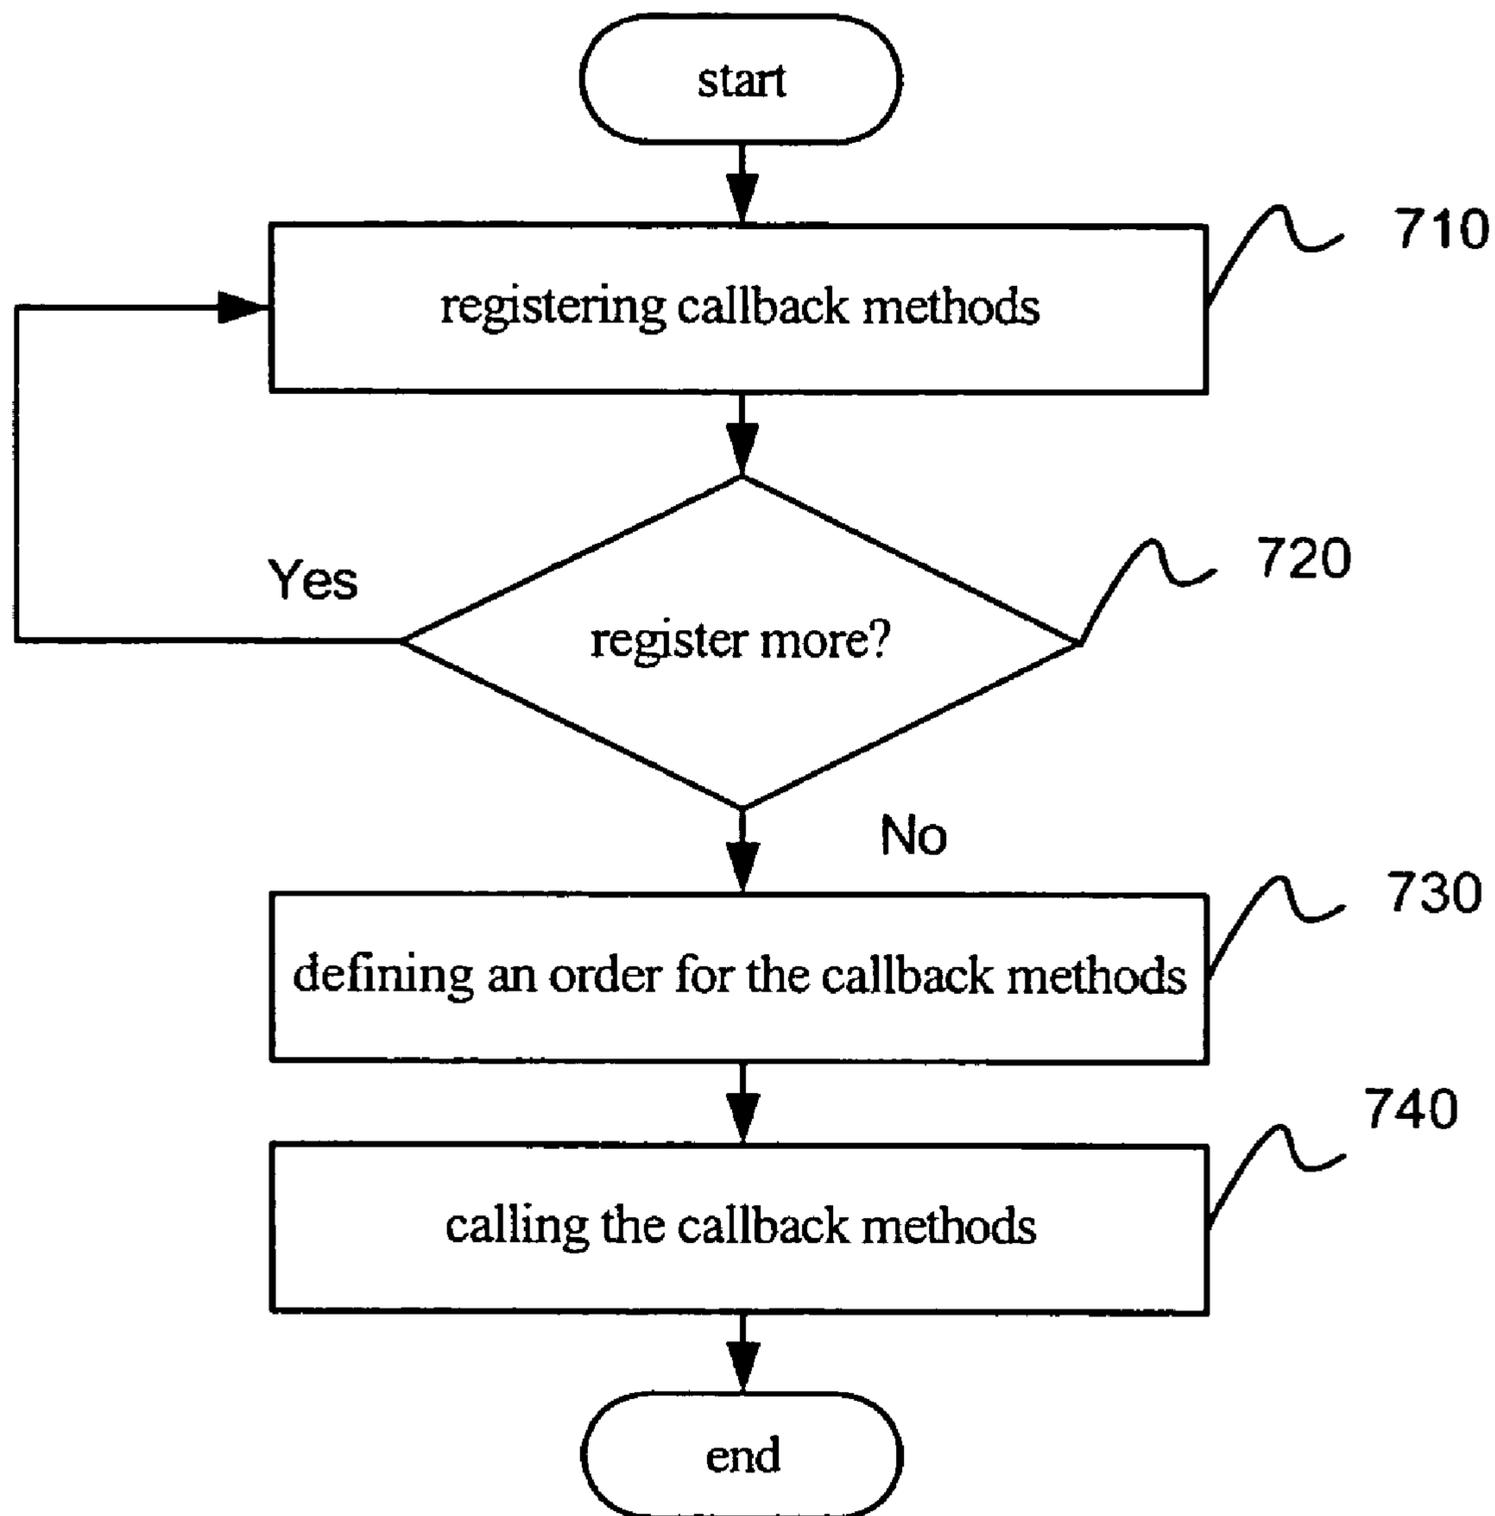 start
registering callback methods
710
Yes
register more?
720
No
defining an order for the callback methods
730
calling the callback methods
740
end